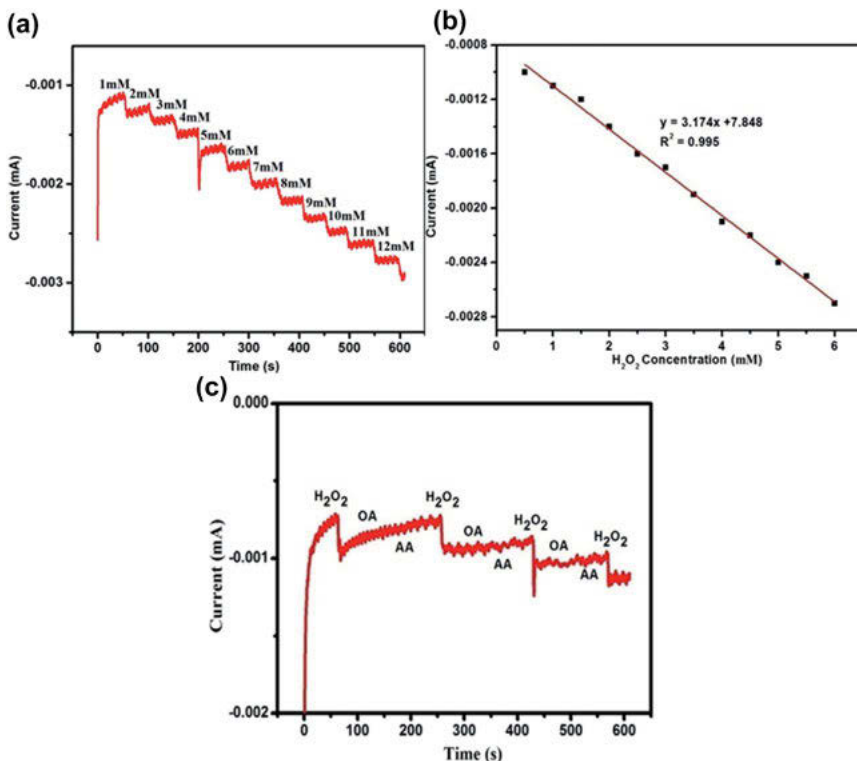 (a)
-0.001
-0.002
-0.003
Current (mA)
1mM
2mM
3mM
4mM
5mM
6mM
7mM
8mM
9mM
10mM
11mM
12mM
0 100 200 300 400 500 600
Time (s)
(b)
-0.0008
-0.0012
-0.0016
-0.0020
-0.0024
-0.0028
Current (mA)
y = 3.174x +7.848
R² = 0.995
0 1 2 3 4 5 6
H₂O₂ Concentration (mM)
(c)
0.000
-0.001
-0.002
Current (mA)
H₂O₂
OA
AA
H₂O₂
OA
AA
H₂O₂
OA
AA
H₂O₂
0 100 200 300 400 500 600
Time (s)